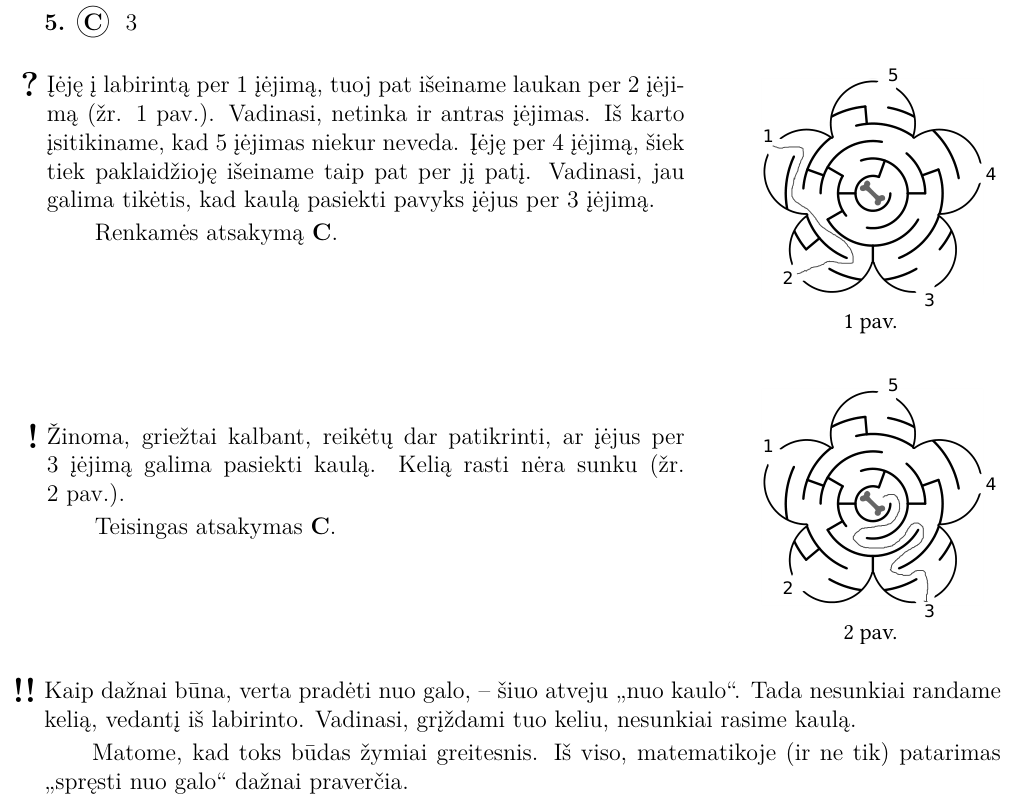 5. C 3
? Įėję į labirintą per 1 įėjimą, tuoj pat išeiname laukan per 2 įėji-
mą (žr. 1 pav.). Vadinasi, netinka ir antras įėjimas. Iš karto
įsitikiname, kad 5 įėjimas niekur neveda. Įėję per 4 įėjimą, šiek
tiek paklaidžioję išeiname taip pat per jį patį. Vadinasi, jau
galima tikėtis, kad kaulą pasiekti pavyks įėjus per 3 įėjimą.
Renkamės atsakymą C.
5
1
4
2
3
1 pav.
! Žinoma, griežtai kalbant, reikėtų dar patikrinti, ar įėjus per
3 įėjimą galima pasiekti kaulą. Kelią rasti nėra sunku (žr.
2 pav.).
Teisingas atsakymas C.
5
1
4
2
3
2 pav.
!! Kaip dažnai būna, verta pradėti nuo galo, – šiuo atveju „nuo kaulo“. Tada nesunkiai randame
kelią, vedantį iš labirinto. Vadinasi, grįždami tuo keliu, nesunkiai rasime kaulą.
Matome, kad toks būdas žymiai greitesnis. Iš viso, matematikoje (ir ne tik) patarimas
„spręsti nuo galo“ dažnai praverčia.